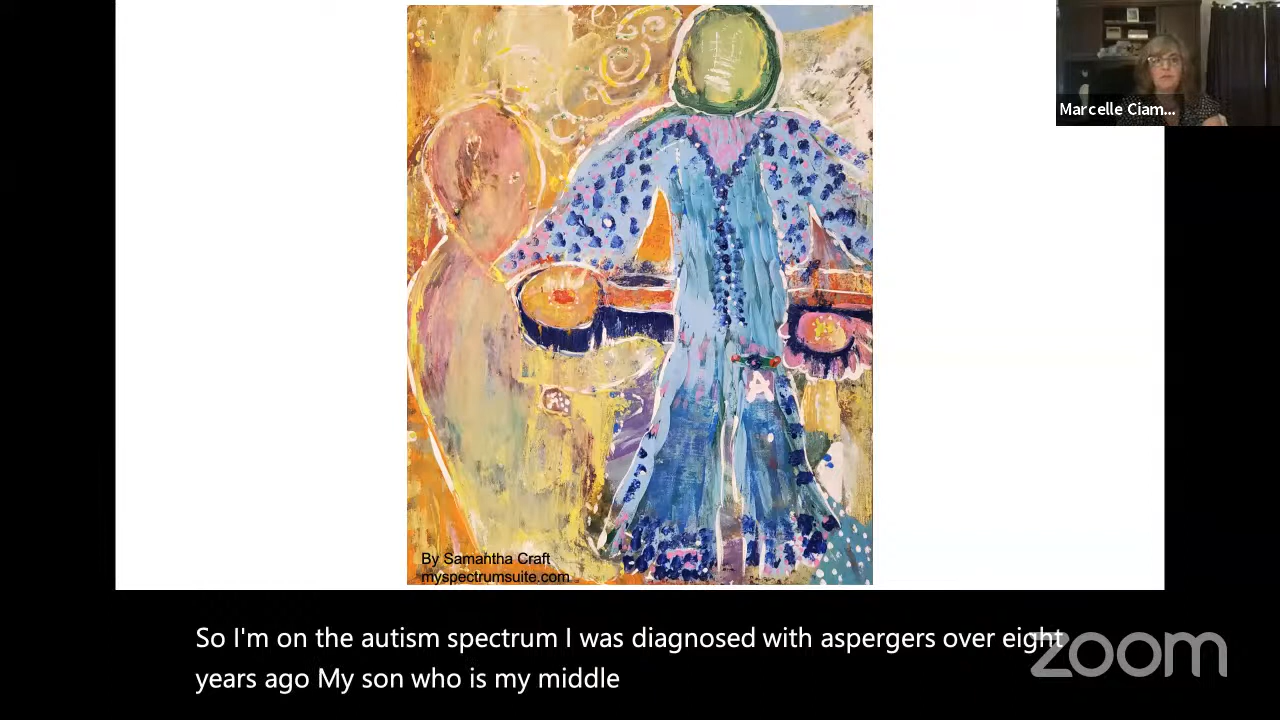 Marcelle Ciam...
A
By Samantha Craft
myspectrumsuite.com
So I'm on the autism spectrum I was diagnosed with aspergers over eight
years ago My son who is my middle
zoom